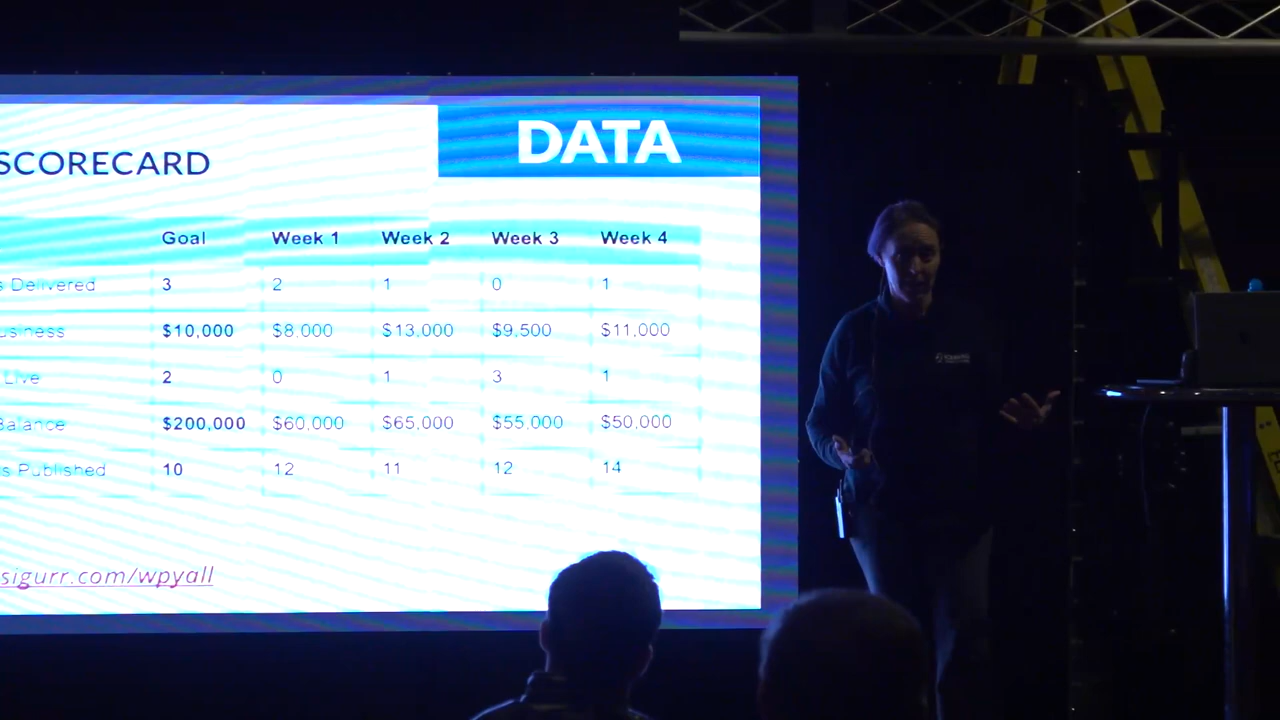 DATA
SCORECARD
Goal Week 1 Week 2 Week 3 Week 4
s Delivered 3 2 1 0 1
usiness $10,000 $8,000 $13,000 $9,500 $11,000
Live 2 0 1 3 1
Balance $200,000 $60,000 $65,000 $55,000 $50,000
s Published 10 12 11 12 14
sigurr.com/wpyall